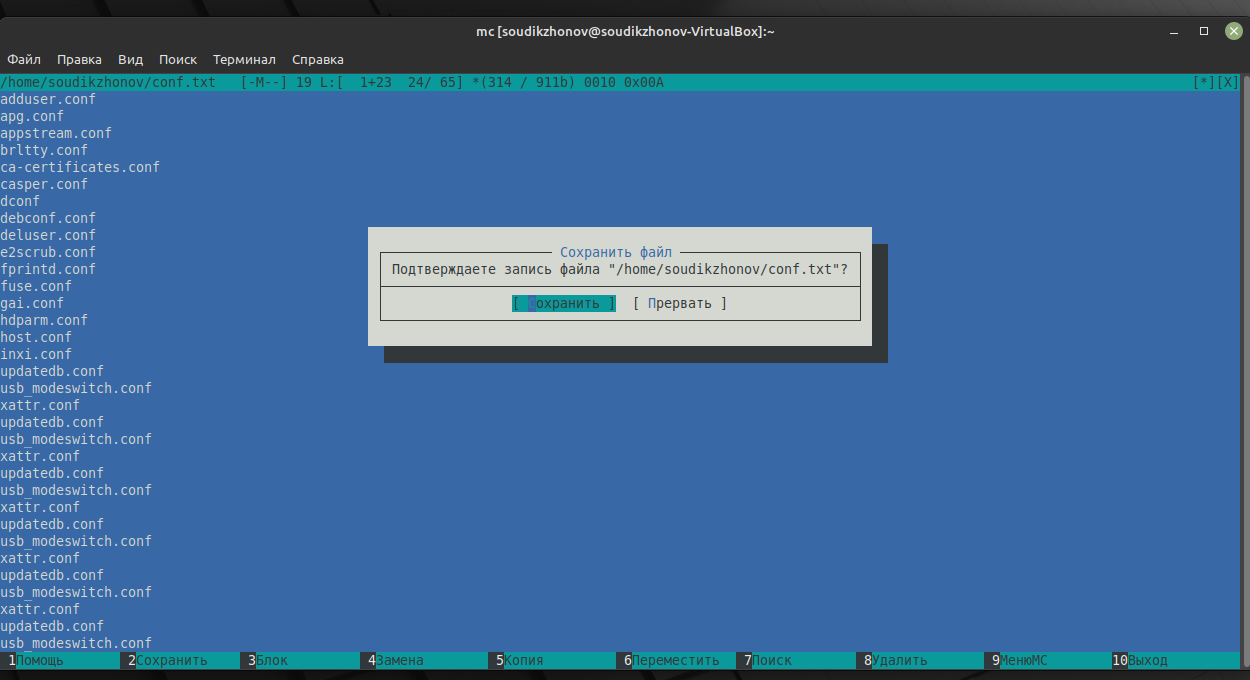 mc [soudikzhonov@soudikzhonov-VirtualBox]:~
Файл Правка Вид Поиск Терминал Справка
/home/soudikzhonov/conf.txt [-M--] 19 L:[ 1+23 24/ 65] *(314 / 911b) 0010 0x00A [*][X]
adduser.conf
apg.conf
appstream.conf
brltty.conf
ca-certificates.conf
casper.conf
dconf
debconf.conf
deluser.conf
e2scrub.conf
fprintd.conf
fuse.conf
gai.conf
hdparm.conf
host.conf
inxi.conf
updatedb.conf
usb_modeswitch.conf
xattr.conf
updatedb.conf
usb_modeswitch.conf
xattr.conf
updatedb.conf
usb_modeswitch.conf
xattr.conf
updatedb.conf
usb_modeswitch.conf
xattr.conf
updatedb.conf
usb_modeswitch.conf
xattr.conf
updatedb.conf
usb_modeswitch.conf
Сохранить файл
Подтверждаете запись файла "/home/soudikzhonov/conf.txt"?
[ Сохранить ] [ Прервать ]
1Помощь 2Сохранить 3Блок 4Замена 5Копия 6Переместить 7Поиск 8Удалить 9МенюMC 10Выход